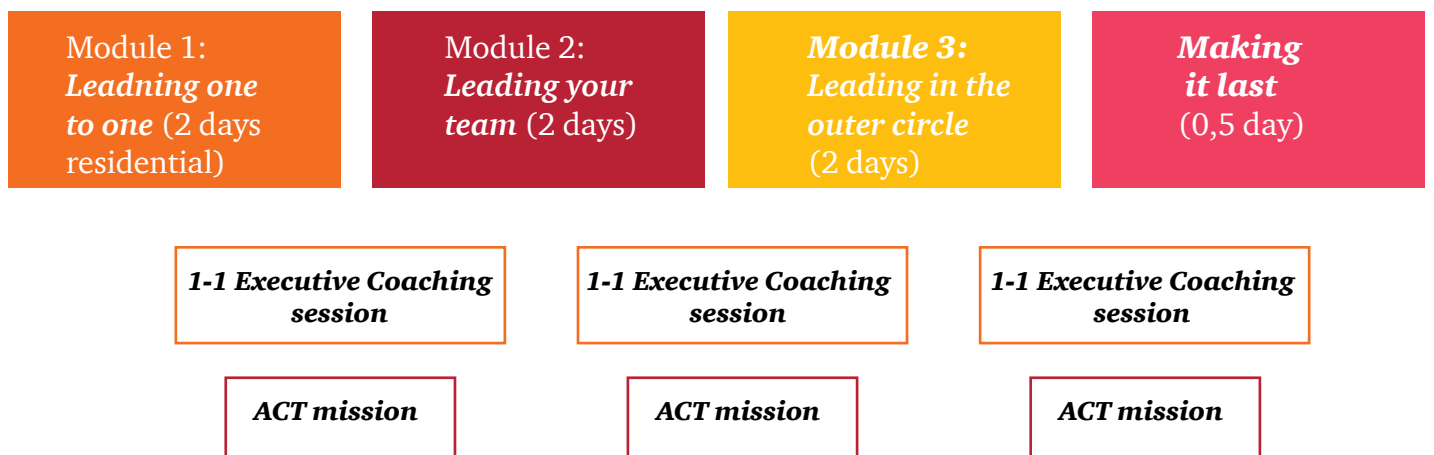 Module 1:
Leadning one
to one (2 days
residential)
Module 2:
Leading your
team (2 days)
Module 3:
Leading in the
outer circle
(2 days)
Making
it last
(0,5 day)
1-1 Executive Coaching
session
1-1 Executive Coaching
session
1-1 Executive Coaching
session
ACT mission
ACT mission
ACT mission